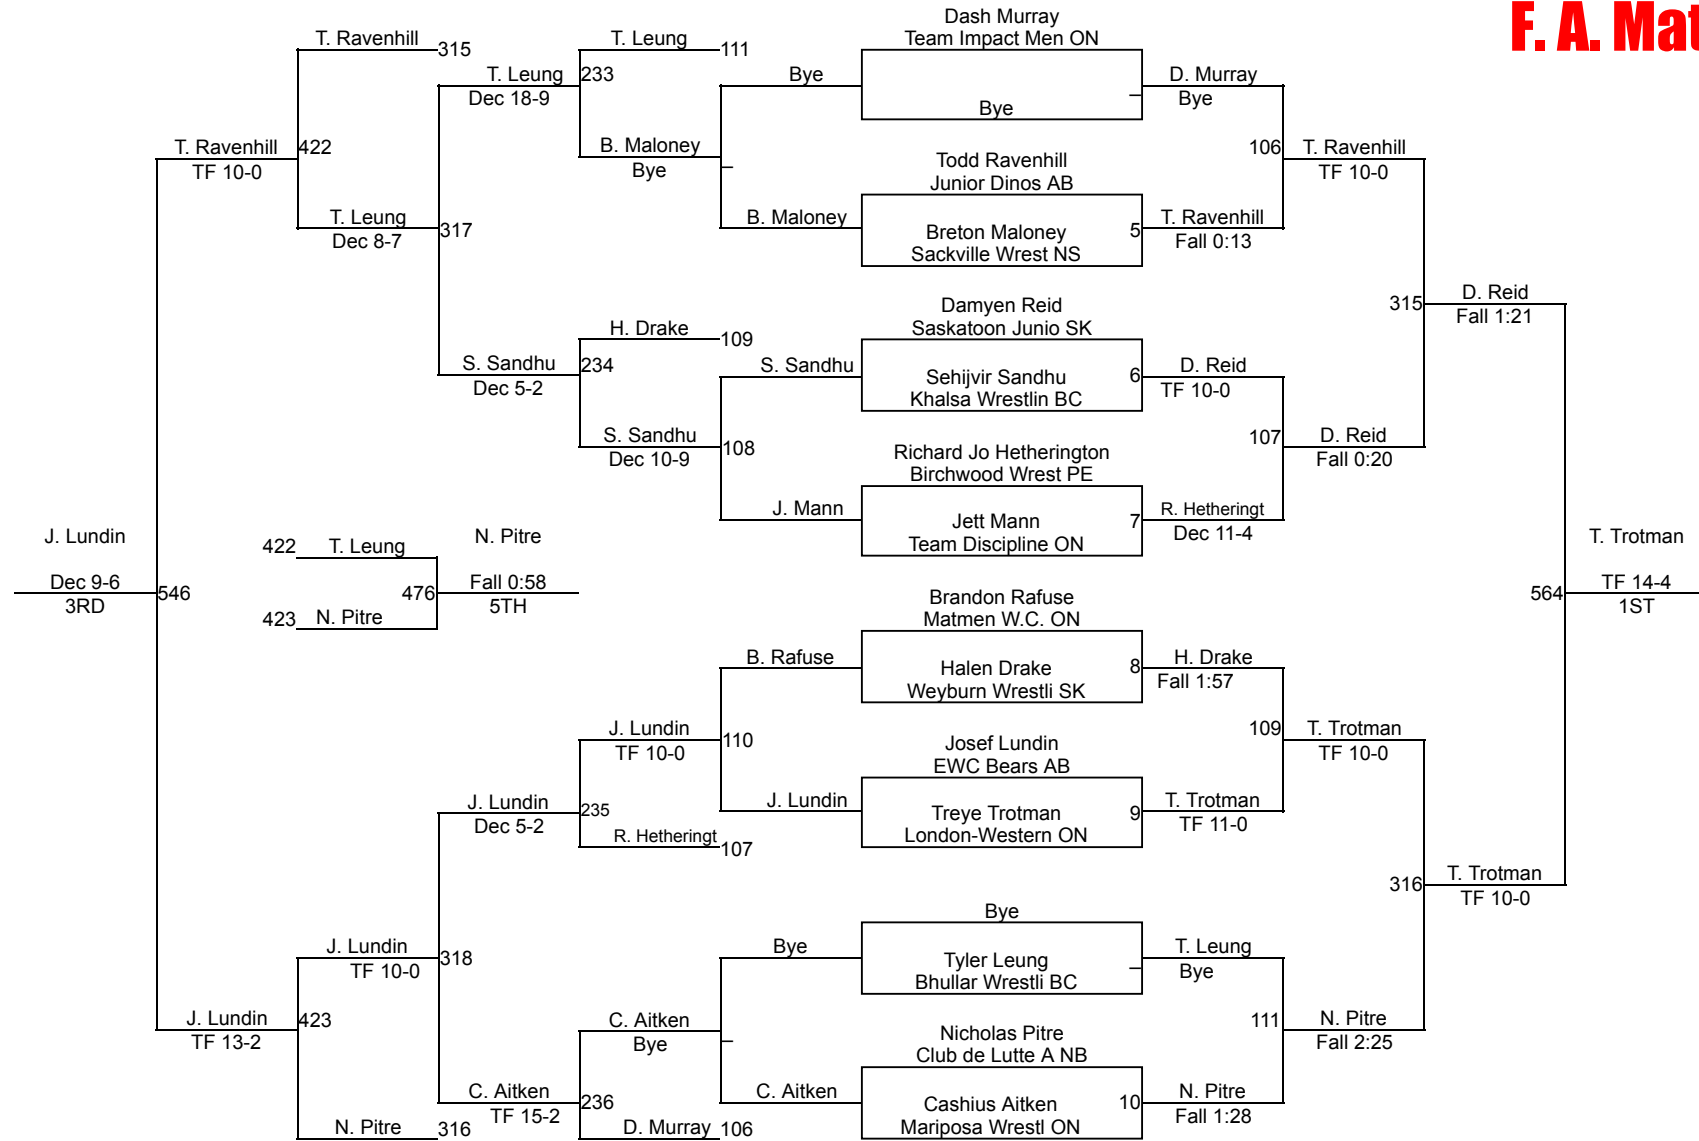 F. A. Mat
Dash Murray
Team Impact Men ON
Bye
Todd Ravenhill
Junior Dinos AB
Breton Maloney
Sackville Wrest NS
5
Damyen Reid
Saskatoon Junio SK
Sehijvir Sandhu
Khalsa Wrestlin BC
6
Richard Jo Hetherington
Birchwood Wrest PE
Jett Mann
Team Discipline ON
7
Brandon Rafuse
Matmen W.C. ON
Halen Drake
Weyburn Wrestli SK
8
Josef Lundin
EWC Bears AB
Treye Trotman
London-Western ON
9
Bye
Tyler Leung
Bhullar Wrestli BC
Nicholas Pitre
Club de Lutte A NB
Cashius Aitken
Mariposa Wrestl ON
10
D. Murray
Bye
106
T. Ravenhill
Fall 0:13
D. Reid
TF 10-0
107
R. Hetheringt
Dec 11-4
H. Drake
Fall 1:57
109
T. Trotman
TF 11-0
T. Leung
Bye
111
N. Pitre
Fall 1:28
T. Ravenhill
TF 10-0
315
D. Reid
Fall 0:20
T. Trotman
TF 10-0
316
N. Pitre
Fall 2:25
D. Reid
Fall 1:21
564
T. Trotman
TF 10-0
T. Trotman
TF 14-4
1ST
Bye
B. Maloney
S. Sandhu
108
J. Mann
B. Rafuse
110
J. Lundin
Bye
C. Aitken
T. Leung
111
233
B. Maloney
Bye
H. Drake
109
234
S. Sandhu
Dec 10-9
J. Lundin
TF 10-0
235
R. Hetheringt
107
C. Aitken
Bye
236
D. Murray
106
T. Leung
Dec 18-9
317
S. Sandhu
Dec 5-2
J. Lundin
Dec 5-2
318
C. Aitken
TF 15-2
T. Ravenhill
315
422
T. Leung
Dec 8-7
J. Lundin
TF 10-0
423
N. Pitre
316
T. Ravenhill
TF 10-0
546
J. Lundin
TF 13-2
J. Lundin
Dec 9-6
3RD
422
T. Leung
476
423
N. Pitre
N. Pitre
Fall 0:58
5TH